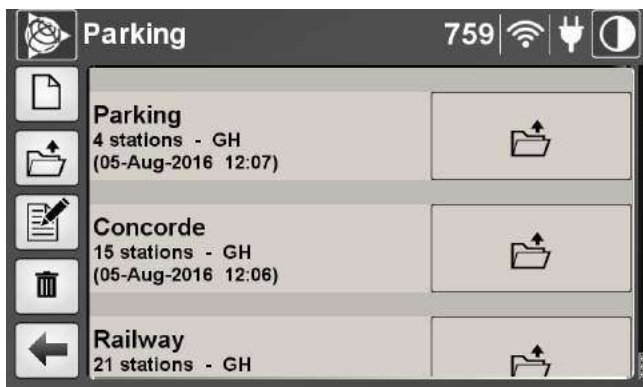 Parking
759
Parking
4 stations - GH
(05-Aug-2016 12:07)
Concorde
15 stations - GH
(05-Aug-2016 12:06)
Railway
21 stations - GH